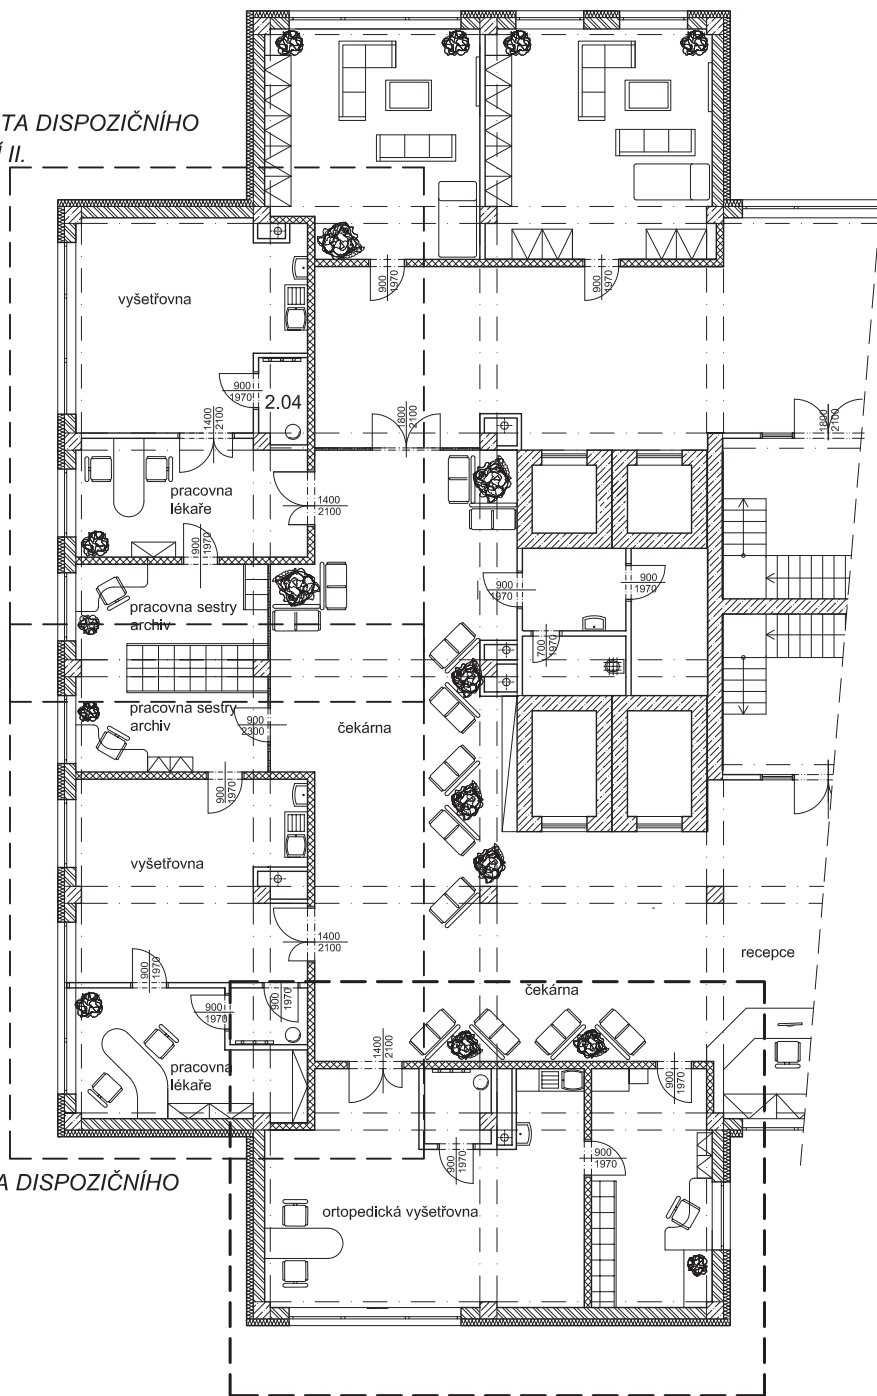 TA DISPOZIČNÍHO
Í II.
900
1970
900
1970
vyšetřovna
900
1970
2.04
1400
2100
1800
2100
1800
2100
pracovna
lékaře
1400
2100
900
1970
900
1970
900
1970
pracovna sestry
archiv
700
1970
pracovna sestry
archiv
900
2300
čekárna
900
1970
vyšetřovna
1400
2100
recepce
900
1970
čekárna
900
1970
900
1970
1400
2100
pracovna
lékaře
900
1970
900
1970
900
1970
A DISPOZIČNÍHO
ortopedická vyšetřovna